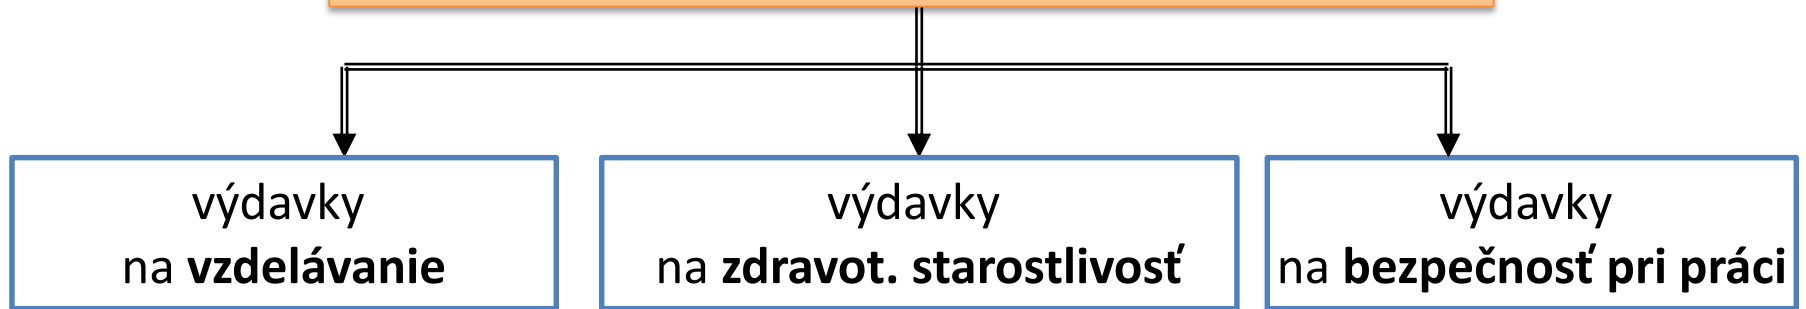 výdavky
na vzdelávanie
výdavky
na zdravot. starostlivosť
výdavky
na bezpečnosť pri práci